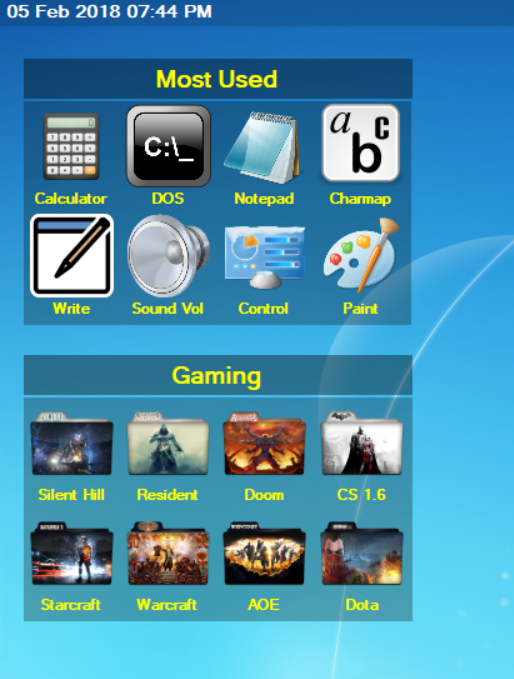 05 Feb 2018 07:44 PM
Most Used
C:\_
a b c
Calculator DOS Notepad Charmap
Write Sound Vol Control Paint
Gaming
Silent Hill Resident Doom CS 1.6
Starcraft Warcraft AOE Dota